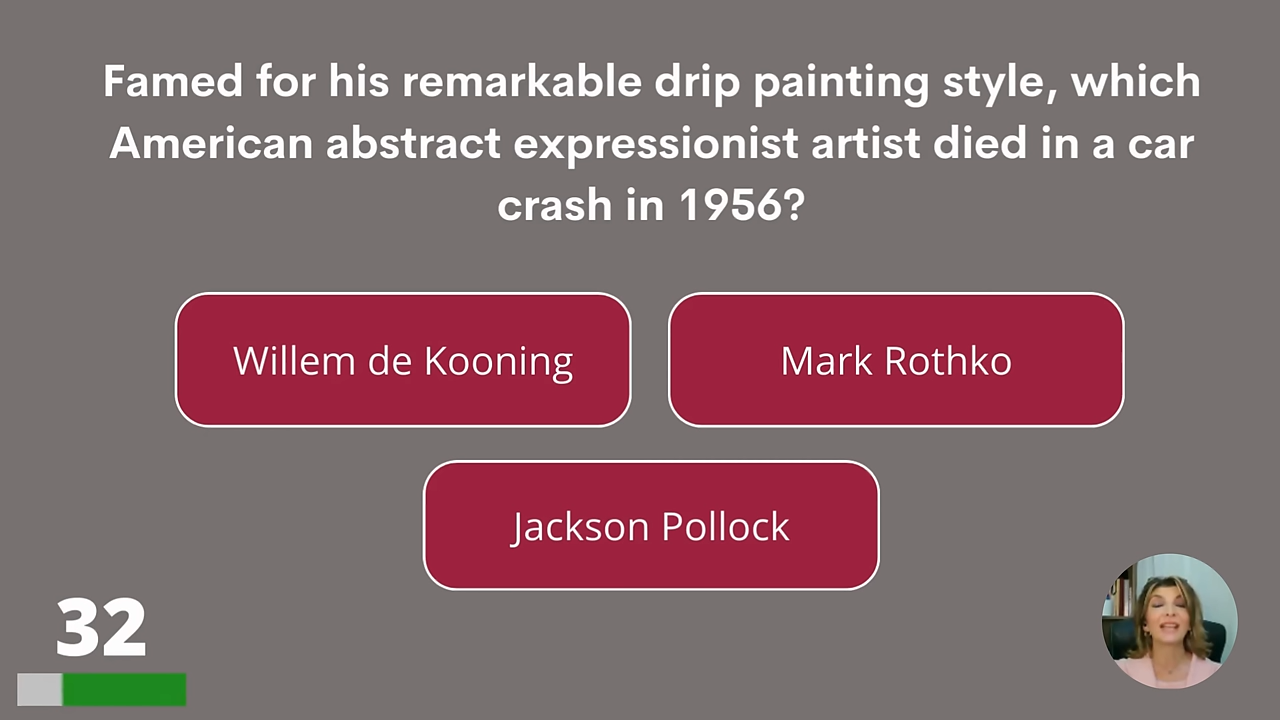 Famed for his remarkable drip painting style, which
American abstract expressionist artist died in a car
crash in 1956?
Willem de Kooning
Mark Rothko
Jackson Pollock
32